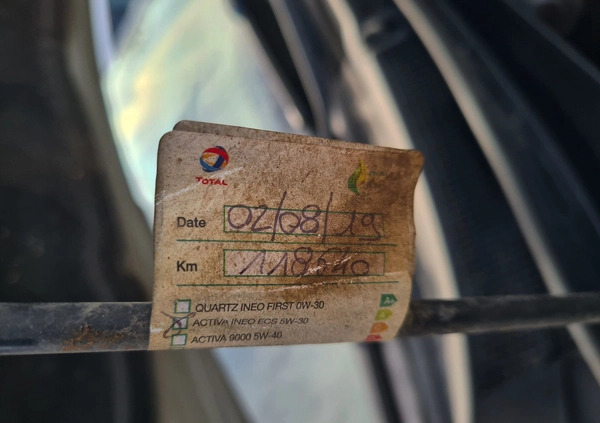 TOTAL
Date 02/08/19
Km 118540
QUARTZ INEO FIRST 0W-30
ACTIVA INEO ECS 5W-30
ACTIVA 9000 5W-40